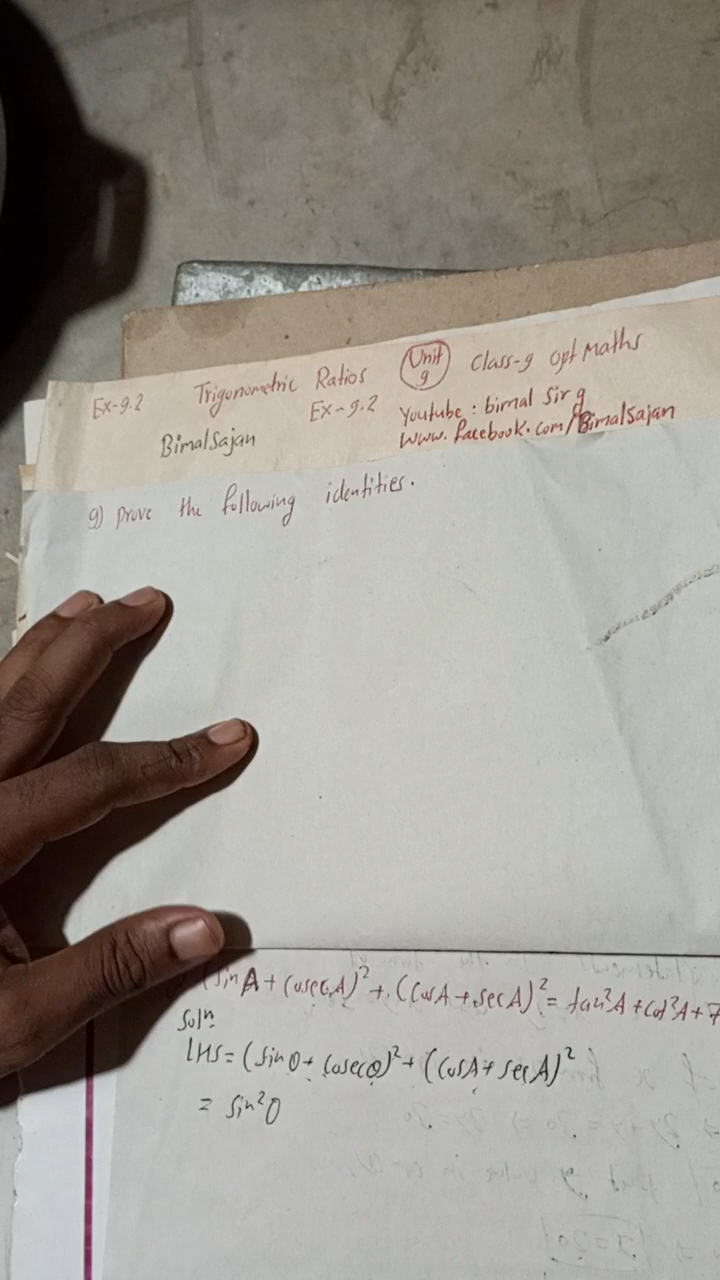 Ex-9.2 Trigonometric Ratios Unit 9 Class-9 Opt Maths
Bimal Sajan Ex-9.2 Youtube : bimal Sir g
www.facebook.com/Bimalsajan
9) prove the following identities.
(sin A + cosec A)² + (cos A + sec A)² = tan²A + cot²A + 7
Solⁿ:
LHS = (sin θ + cosec θ)² + (cos A + sec A)²
= sin²θ